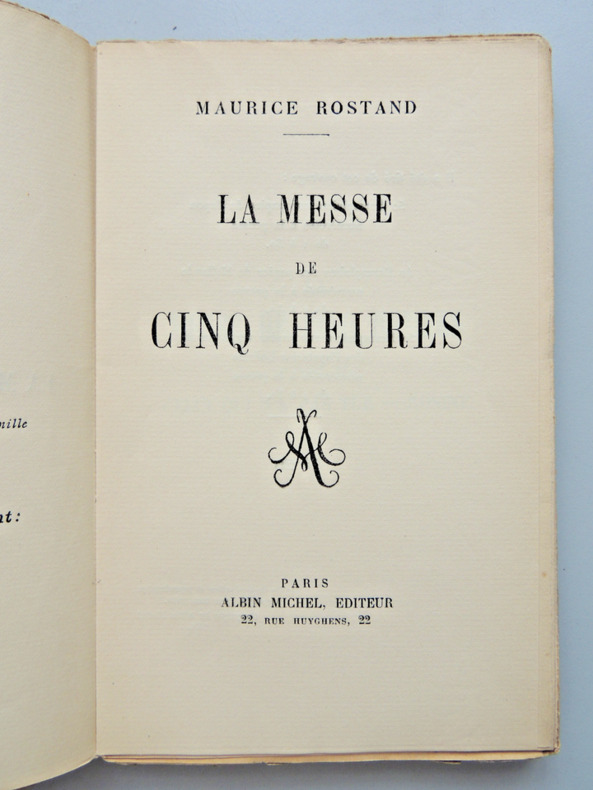 MAURICE ROSTAND
LA MESSE
DE
CINQ HEURES
PARIS
ALBIN MICHEL, EDITEUR
22, RUE HUYGHENS, 22